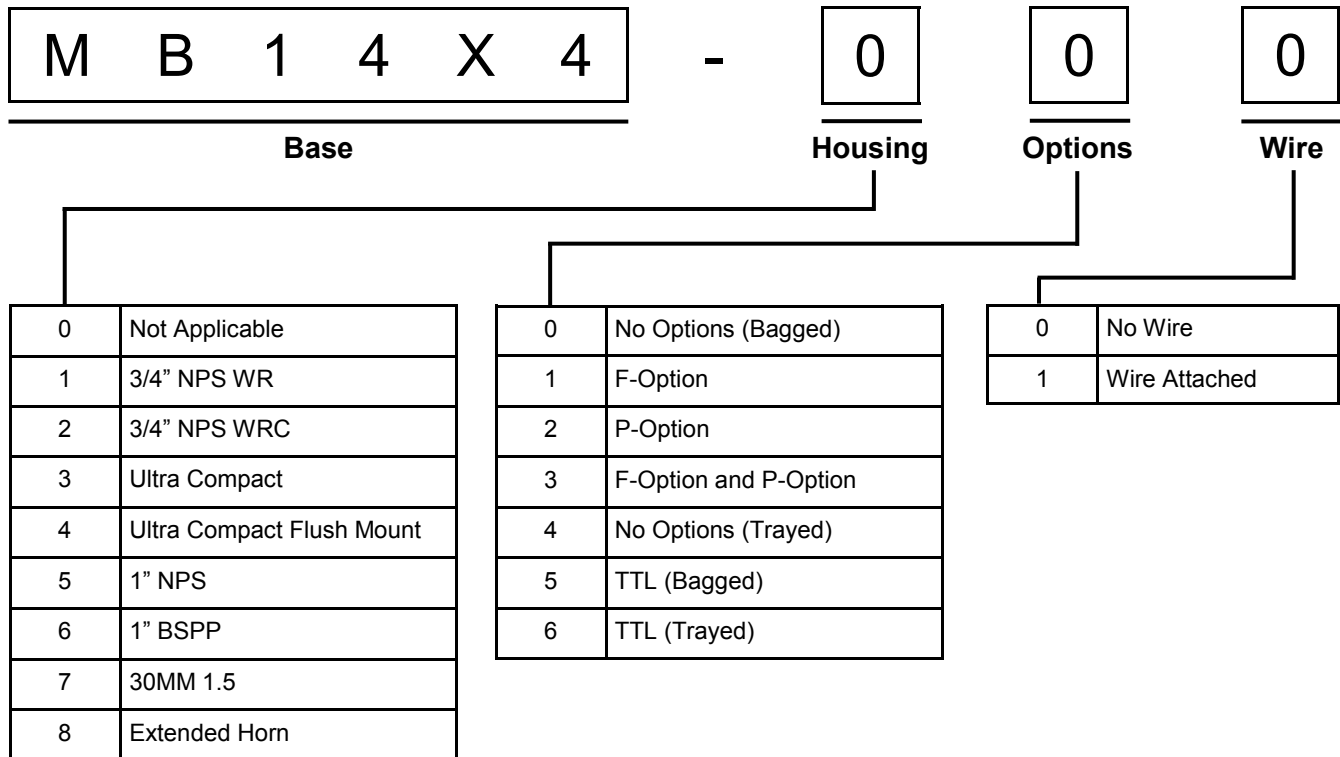 M B 1 4 X 4 - 0 0 0
Base Housing Options Wire
0 Not Applicable
1 3/4” NPS WR
2 3/4” NPS WRC
3 Ultra Compact
4 Ultra Compact Flush Mount
5 1” NPS
6 1” BSPP
7 30MM 1.5
8 Extended Horn
0 No Options (Bagged)
1 F-Option
2 P-Option
3 F-Option and P-Option
4 No Options (Trayed)
5 TTL (Bagged)
6 TTL (Trayed)
0 No Wire
1 Wire Attached